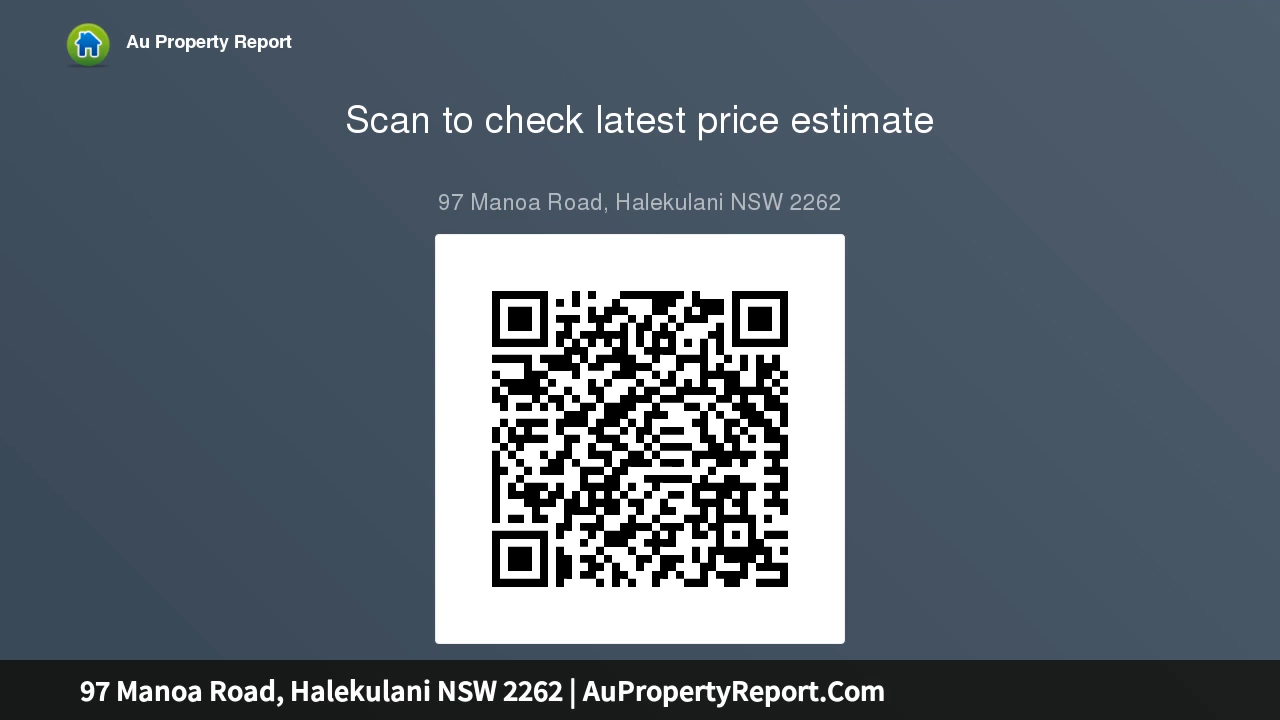 Au Property Report
Scan to check latest price estimate
97 Manoa Road, Halekulani NSW 2262
97 Manoa Road, Halekulani NSW 2262 | AuPropertyReport.Com